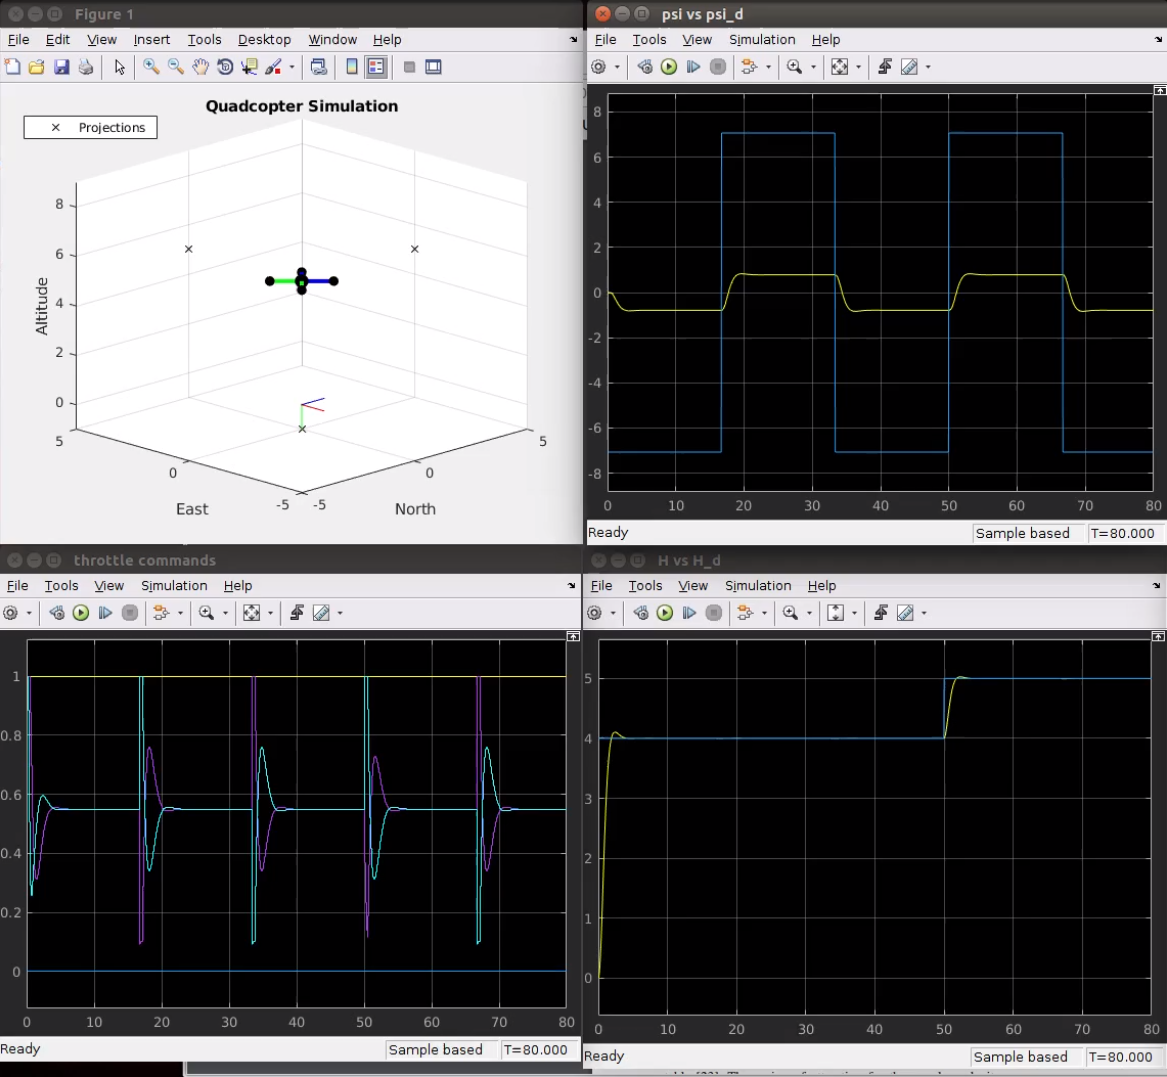 Figure 1
File Edit View Insert Tools Desktop Window Help
Quadcopter Simulation
× Projections
8
6
4
2
0
Altitude
5
0
-5
East
-5
0
5
North
psi vs psi_d
File Tools View Simulation Help
8
6
4
2
0
-2
-4
-6
-8
0 10 20 30 40 50 60 70 80
Ready Sample based T=80.000
throttle commands
File Tools View Simulation Help
1
0.8
0.6
0.4
0.2
0
0 10 20 30 40 50 60 70 80
Ready Sample based T=80.000
H vs H_d
File Tools View Simulation Help
5
4
3
2
1
0
0 10 20 30 40 50 60 70 80
Ready Sample based T=80.000